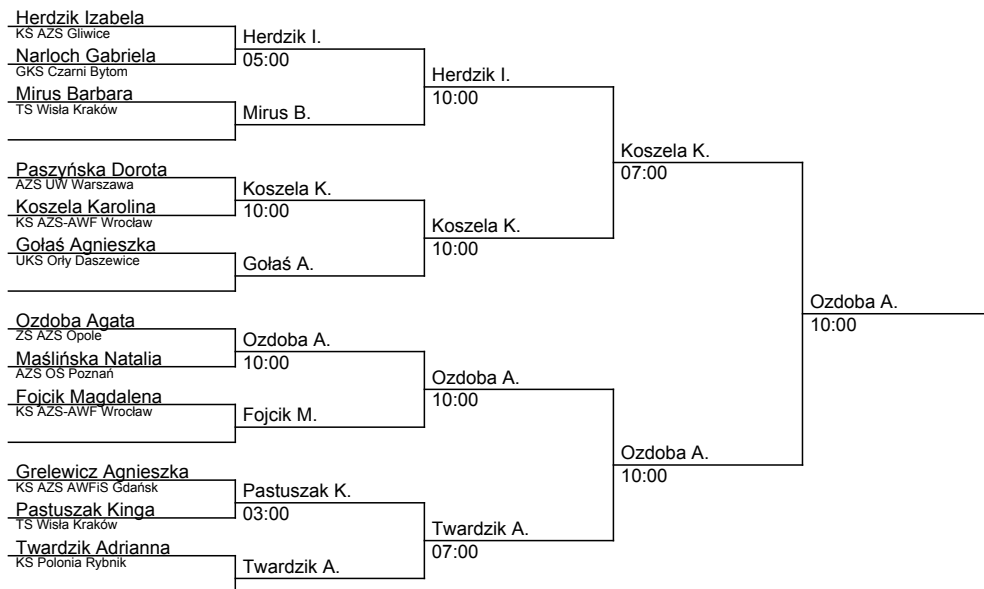 Herdzik Izabela
KS AZS Gliwice
Narloch Gabriela
GKS Czarni Bytom
Mirus Barbara
TS Wisła Kraków
Paszyńska Dorota
AZS UW Warszawa
Koszela Karolina
KS AZS-AWF Wrocław
Gołaś Agnieszka
UKS Orły Daszewice
Ozdoba Agata
ZS AZS Opole
Maślińska Natalia
AZS OŚ Poznań
Fojcik Magdalena
KS AZS-AWF Wrocław
Grelewicz Agnieszka
KS AZS AWFiS Gdańsk
Pastuszak Kinga
TS Wisła Kraków
Twardzik Adrianna
KS Polonia Rybnik
Herdzik I.
05:00
Mirus B.
Koszela K.
10:00
Gołaś A.
Ozdoba A.
10:00
Fojcik M.
Pastuszak K.
03:00
Twardzik A.
Herdzik I.
10:00
Koszela K.
10:00
Ozdoba A.
10:00
Twardzik A.
07:00
Koszela K.
07:00
Ozdoba A.
10:00
Ozdoba A.
10:00